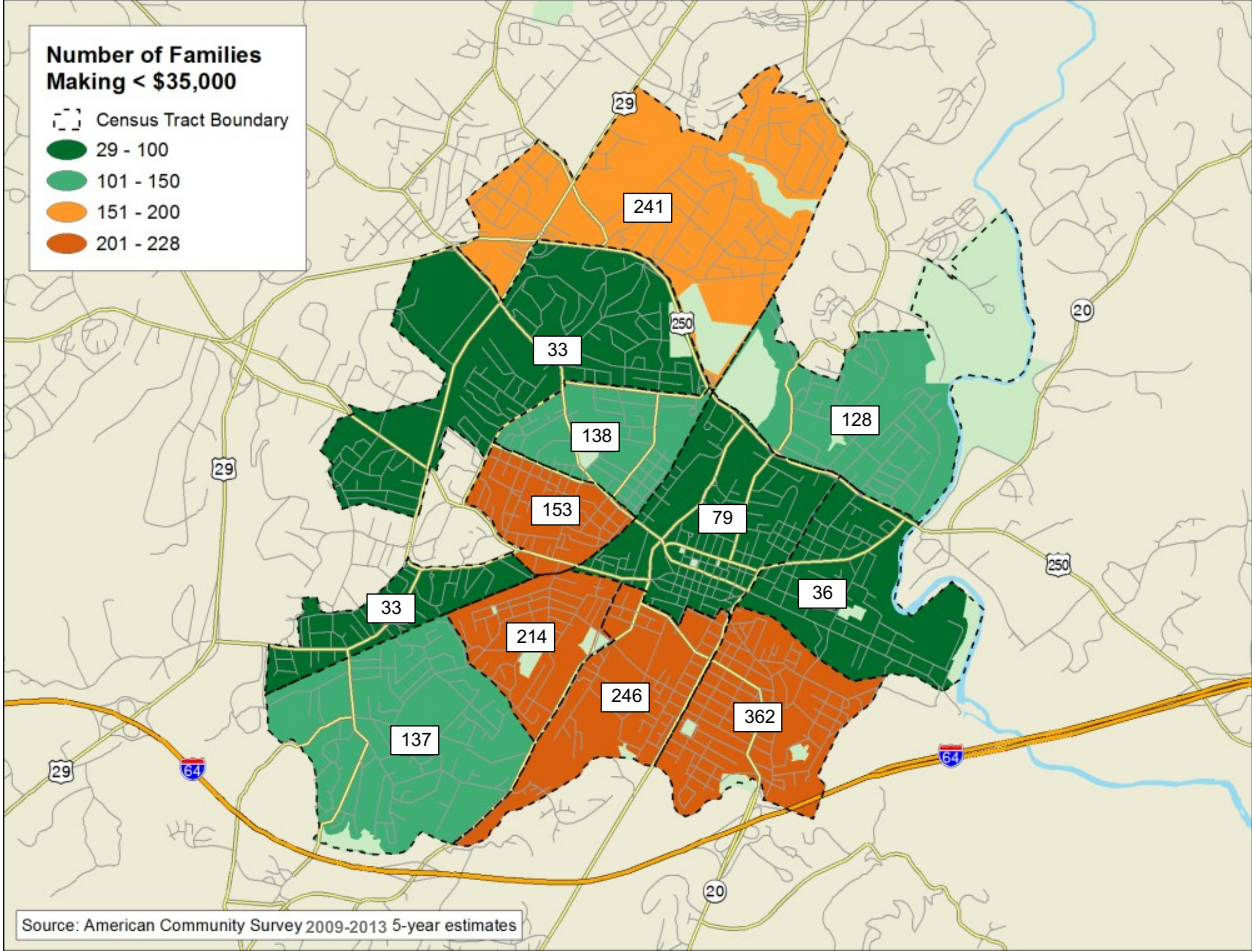 Number of Families
Making < $35,000
Census Tract Boundary
29 - 100
101 - 150
151 - 200
201 - 228
29
241
250
20
33
128
138
29
153
79
250
36
33
214
246
362
137
64
29
64
20
Source: American Community Survey 2009-2013 5-year estimates